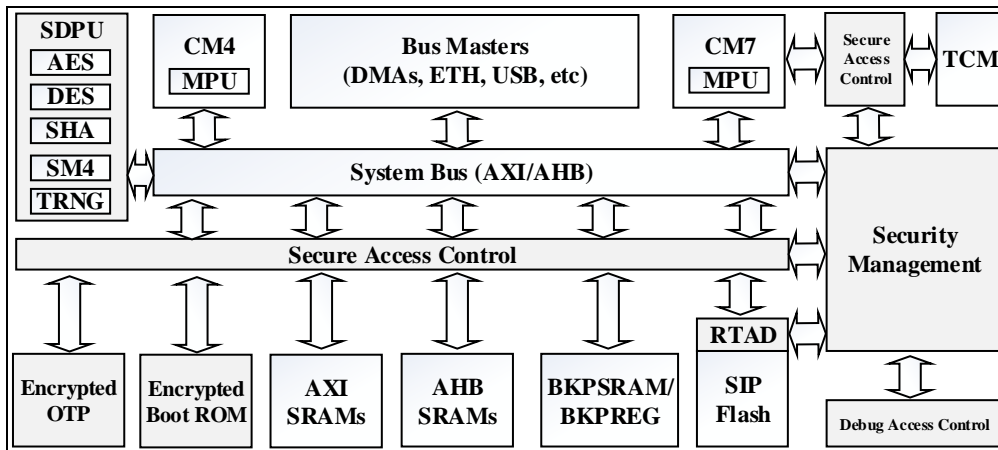 SDPU
AES
DES
SHA
SM4
TRNG
CM4
MPU
Bus Masters
(DMAs, ETH, USB, etc)
CM7
MPU
Secure
Access
Control
TCM
System Bus (AXI/AHB)
Secure Access Control
Security
Management
Encrypted
OTP
Encrypted
Boot ROM
AXI
SRAMs
AHB
SRAMs
BKPSRAM/
BKPREG
RTAD
SIP
Flash
Debug Access Control